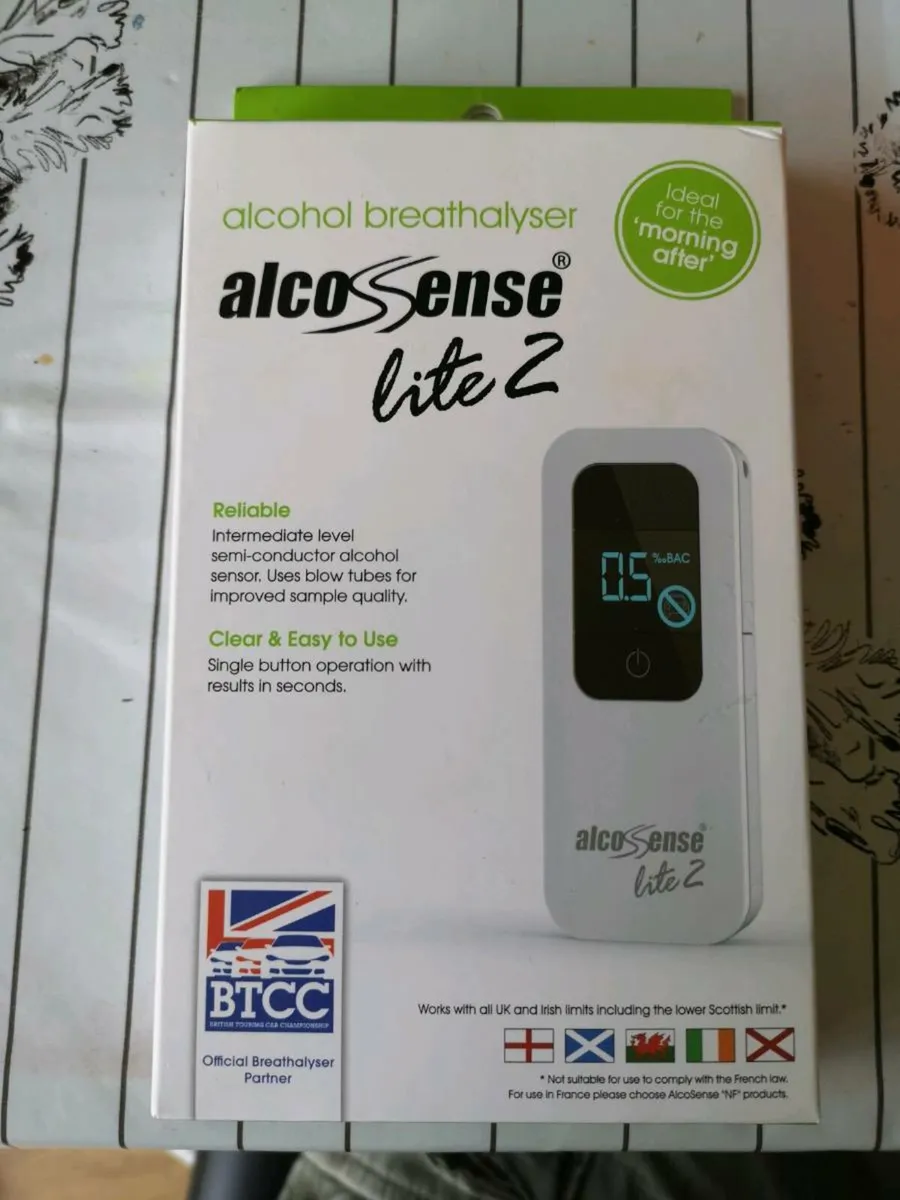 alcohol breathalyser
Ideal
for the
'morning
after'
alcoSense®
lite 2
Reliable
Intermediate level
semi-conductor alcohol
sensor. Uses blow tubes for
improved sample quality.
Clear & Easy to Use
Single button operation with
results in seconds.
0.5 ‰BAC
alcoSense®
lite 2
BTCC
BRITISH TOURING CAR CHAMPIONSHIP
Official Breathalyser
Partner
Works with all UK and Irish limits including the lower Scottish limit.*
* Not suitable for use to comply with the French law.
For use in France please choose AlcoSense "NF" products.